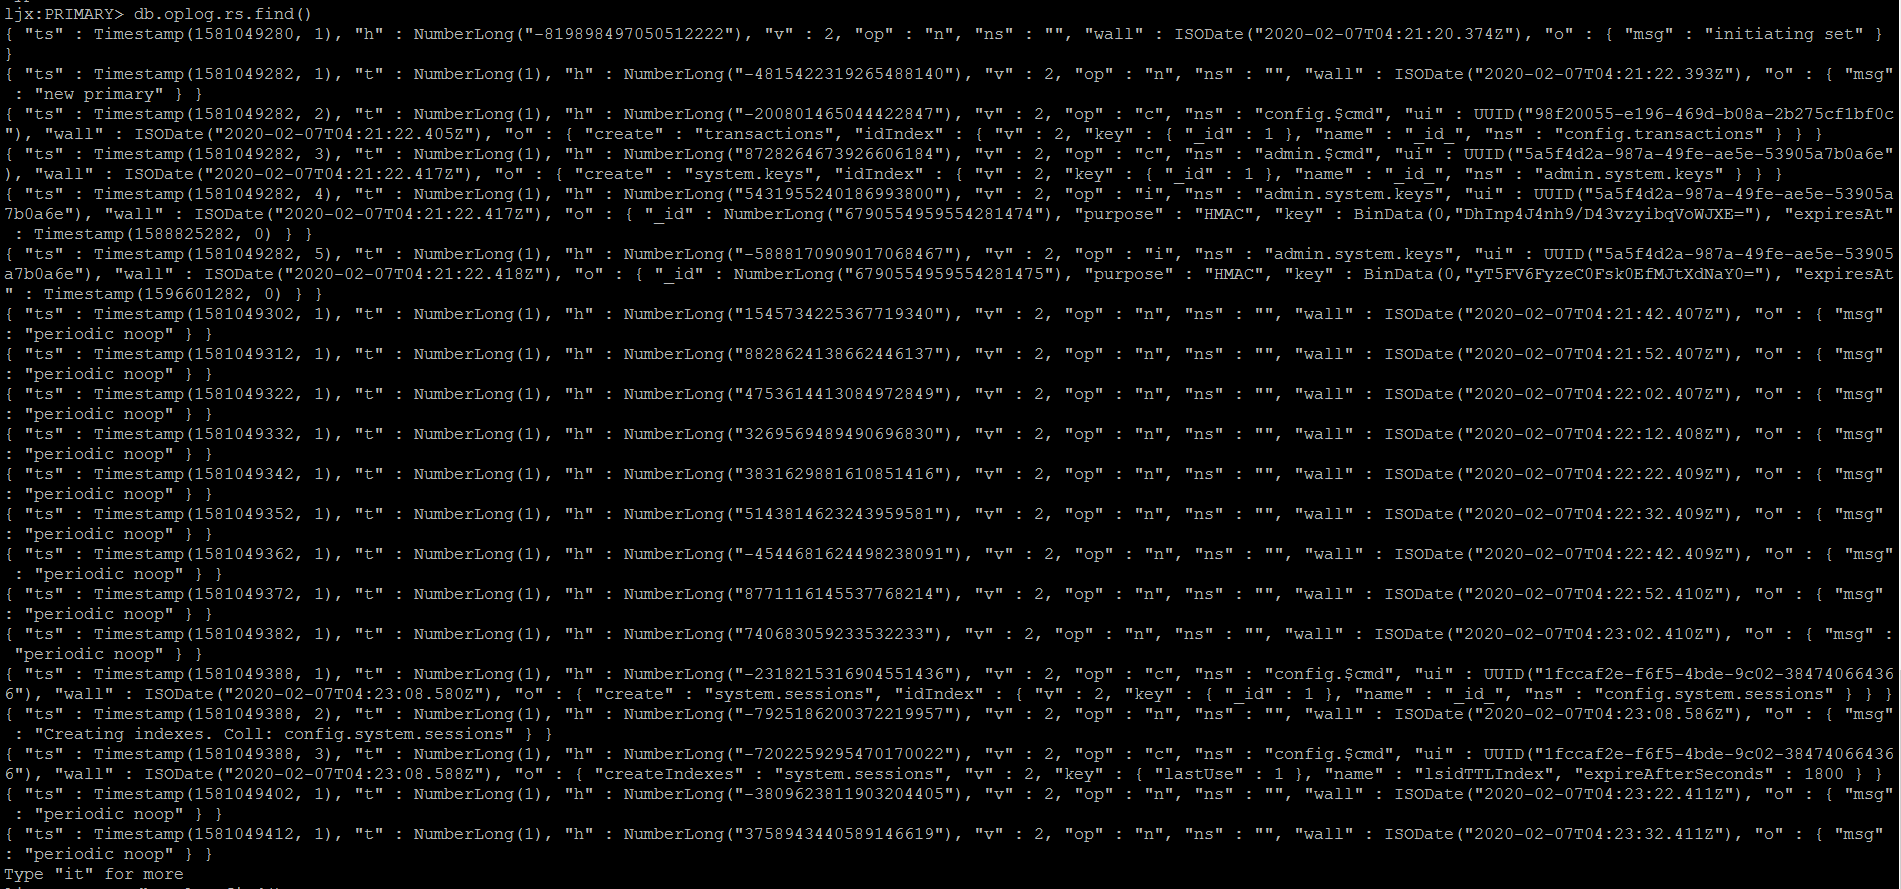 ljx:PRIMARY> db.oplog.rs.find()
{ "ts" : Timestamp(1581049280, 1), "h" : NumberLong("-819898497050512222"), "v" : 2, "op" : "n", "ns" : "", "wall" : ISODate("2020-02-07T04:21:20.374Z"), "o" : { "msg" : "initiating set" }
}
{ "ts" : Timestamp(1581049282, 1), "t" : NumberLong(1), "h" : NumberLong("-4815422319265488140"), "v" : 2, "op" : "n", "ns" : "", "wall" : ISODate("2020-02-07T04:21:22.393Z"), "o" : { "msg"
 : "new primary" } }
{ "ts" : Timestamp(1581049282, 2), "t" : NumberLong(1), "h" : NumberLong("-200801465044422847"), "v" : 2, "op" : "c", "ns" : "config.$cmd", "ui" : UUID("98f20055-e196-469d-b08a-2b275cf1bf0c
"), "wall" : ISODate("2020-02-07T04:21:22.405Z"), "o" : { "create" : "transactions", "idIndex" : { "v" : 2, "key" : { "_id" : 1 }, "name" : "_id_", "ns" : "config.transactions" } } }
{ "ts" : Timestamp(1581049282, 3), "t" : NumberLong(1), "h" : NumberLong("8728264673926606184"), "v" : 2, "op" : "c", "ns" : "admin.$cmd", "ui" : UUID("5a5f4d2a-987a-49fe-ae5e-53905a7b0a6e"
), "wall" : ISODate("2020-02-07T04:21:22.417Z"), "o" : { "create" : "system.keys", "idIndex" : { "v" : 2, "key" : { "_id" : 1 }, "name" : "_id_", "ns" : "admin.system.keys" } } }
{ "ts" : Timestamp(1581049282, 4), "t" : NumberLong(1), "h" : NumberLong("5431955240186993800"), "v" : 2, "op" : "i", "ns" : "admin.system.keys", "ui" : UUID("5a5f4d2a-987a-49fe-ae5e-53905a
7b0a6e"), "wall" : ISODate("2020-02-07T04:21:22.417Z"), "o" : { "_id" : NumberLong("6790554959554281474"), "purpose" : "HMAC", "key" : BinData(0,"DhInp4J4nh9/D43vzyibqVoWJXE="), "expiresAt"
 : Timestamp(1588825282, 0) } }
{ "ts" : Timestamp(1581049282, 5), "t" : NumberLong(1), "h" : NumberLong("-5888170909017068467"), "v" : 2, "op" : "i", "ns" : "admin.system.keys", "ui" : UUID("5a5f4d2a-987a-49fe-ae5e-53905
a7b0a6e"), "wall" : ISODate("2020-02-07T04:21:22.418Z"), "o" : { "_id" : NumberLong("6790554959554281475"), "purpose" : "HMAC", "key" : BinData(0,"yT5FV6FyzeC0Fsk0EfMJtXdNaY0="), "expiresAt
" : Timestamp(1596601282, 0) } }
{ "ts" : Timestamp(1581049302, 1), "t" : NumberLong(1), "h" : NumberLong("1545734225367719340"), "v" : 2, "op" : "n", "ns" : "", "wall" : ISODate("2020-02-07T04:21:42.407Z"), "o" : { "msg"
: "periodic noop" } }
{ "ts" : Timestamp(1581049312, 1), "t" : NumberLong(1), "h" : NumberLong("8828624138662446137"), "v" : 2, "op" : "n", "ns" : "", "wall" : ISODate("2020-02-07T04:21:52.407Z"), "o" : { "msg"
: "periodic noop" } }
{ "ts" : Timestamp(1581049322, 1), "t" : NumberLong(1), "h" : NumberLong("4753614413084972849"), "v" : 2, "op" : "n", "ns" : "", "wall" : ISODate("2020-02-07T04:22:02.407Z"), "o" : { "msg"
: "periodic noop" } }
{ "ts" : Timestamp(1581049332, 1), "t" : NumberLong(1), "h" : NumberLong("3269569489490696830"), "v" : 2, "op" : "n", "ns" : "", "wall" : ISODate("2020-02-07T04:22:12.408Z"), "o" : { "msg"
: "periodic noop" } }
{ "ts" : Timestamp(1581049342, 1), "t" : NumberLong(1), "h" : NumberLong("3831629881610851416"), "v" : 2, "op" : "n", "ns" : "", "wall" : ISODate("2020-02-07T04:22:22.409Z"), "o" : { "msg"
: "periodic noop" } }
{ "ts" : Timestamp(1581049352, 1), "t" : NumberLong(1), "h" : NumberLong("5143814623243959581"), "v" : 2, "op" : "n", "ns" : "", "wall" : ISODate("2020-02-07T04:22:32.409Z"), "o" : { "msg"
: "periodic noop" } }
{ "ts" : Timestamp(1581049362, 1), "t" : NumberLong(1), "h" : NumberLong("-4544681624498238091"), "v" : 2, "op" : "n", "ns" : "", "wall" : ISODate("2020-02-07T04:22:42.409Z"), "o" : { "msg"
 : "periodic noop" } }
{ "ts" : Timestamp(1581049372, 1), "t" : NumberLong(1), "h" : NumberLong("8771116145537768214"), "v" : 2, "op" : "n", "ns" : "", "wall" : ISODate("2020-02-07T04:22:52.410Z"), "o" : { "msg"
: "periodic noop" } }
{ "ts" : Timestamp(1581049382, 1), "t" : NumberLong(1), "h" : NumberLong("740683059233532233"), "v" : 2, "op" : "n", "ns" : "", "wall" : ISODate("2020-02-07T04:23:02.410Z"), "o" : { "msg" :
 "periodic noop" } }
{ "ts" : Timestamp(1581049388, 1), "t" : NumberLong(1), "h" : NumberLong("-2318215316904551436"), "v" : 2, "op" : "c", "ns" : "config.$cmd", "ui" : UUID("1fccaf2e-f6f5-4bde-9c02-38474066436
6"), "wall" : ISODate("2020-02-07T04:23:08.580Z"), "o" : { "create" : "system.sessions", "idIndex" : { "v" : 2, "key" : { "_id" : 1 }, "name" : "_id_", "ns" : "config.system.sessions" } } }
{ "ts" : Timestamp(1581049388, 2), "t" : NumberLong(1), "h" : NumberLong("-7925186200372219957"), "v" : 2, "op" : "n", "ns" : "", "wall" : ISODate("2020-02-07T04:23:08.586Z"), "o" : { "msg"
 : "Creating indexes. Coll: config.system.sessions" } }
{ "ts" : Timestamp(1581049388, 3), "t" : NumberLong(1), "h" : NumberLong("-7202259295470170022"), "v" : 2, "op" : "c", "ns" : "config.$cmd", "ui" : UUID("1fccaf2e-f6f5-4bde-9c02-38474066436
6"), "wall" : ISODate("2020-02-07T04:23:08.588Z"), "o" : { "createIndexes" : "system.sessions", "v" : 2, "key" : { "lastUse" : 1 }, "name" : "lsidTTLIndex", "expireAfterSeconds" : 1800 } }
{ "ts" : Timestamp(1581049402, 1), "t" : NumberLong(1), "h" : NumberLong("-3809623811903204405"), "v" : 2, "op" : "n", "ns" : "", "wall" : ISODate("2020-02-07T04:23:22.411Z"), "o" : { "msg"
 : "periodic noop" } }
{ "ts" : Timestamp(1581049412, 1), "t" : NumberLong(1), "h" : NumberLong("3758943440589146619"), "v" : 2, "op" : "n", "ns" : "", "wall" : ISODate("2020-02-07T04:23:32.411Z"), "o" : { "msg"
: "periodic noop" } }
Type "it" for more